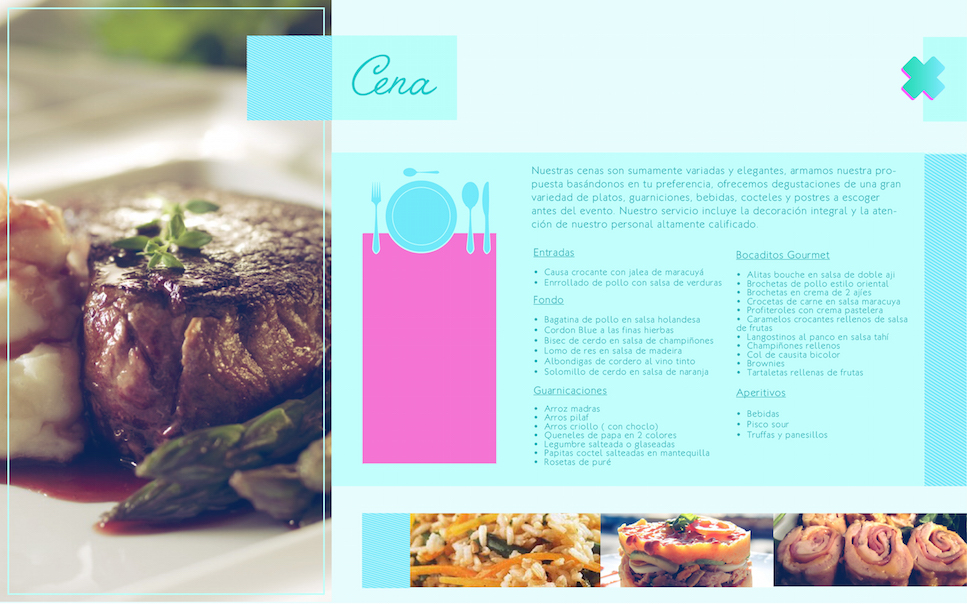 Cena
Nuestras cenas son sumamente variadas y elegantes, armamos nuestra pro-
puesta basándonos en tu preferencia, ofrecemos degustaciones de una gran
variedad de platos, guarniciones, bebidas, cocteles y postres a escoger
antes del evento. Nuestro servicio incluye la decoración integral y la aten-
ción de nuestro personal altamente calificado.
Entradas
• Causa crocante con jalea de maracuyá
• Enrrollado de pollo con salsa de verduras
Fondo
• Bagatina de pollo en salsa holandesa
• Cordon Blue a las finas hierbas
• Bisec de cerdo en salsa de champiñones
• Lomo de res en salsa de madeira
• Albondigas de cordero al vino tinto
• Solomillo de cerdo en salsa de naranja
Guarnicaciones
• Arroz madras
• Arros pilaf
• Arros criollo ( con choclo)
• Queneles de papa en 2 colores
• Legumbre salteada o glaseadas
• Papitas coctel salteadas en mantequilla
• Rosetas de puré
Bocaditos Gourmet
• Alitas bouche en salsa de doble aji
• Brochetas de pollo estilo oriental
• Brochetas en crema de 2 ajíes
• Crocetas de carne en salsa maracuya
• Profiteroles con crema pastelera
• Caramelos crocantes rellenos de salsa
de frutas
• Langostinos al panco en salsa tahí
• Champiñones rellenos
• Col de causita bicolor
• Brownies
• Tartaletas rellenas de frutas
Aperitivos
• Bebidas
• Pisco sour
• Truffas y panesillos